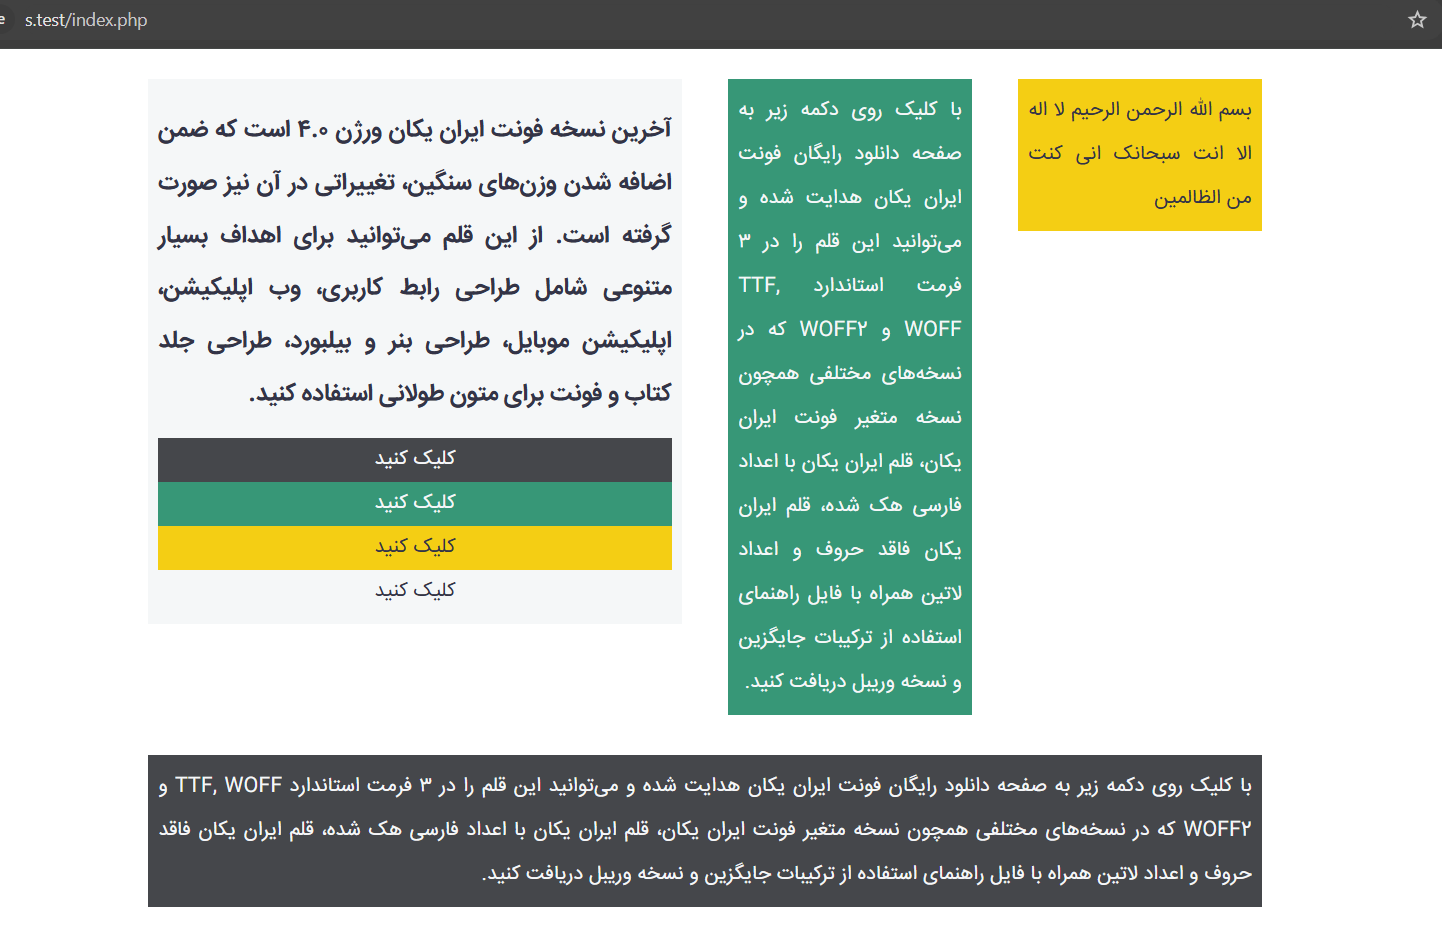 s.test/index.php
بسم الله الرحمن الرحیم لا اله
الا انت سبحانک انی کنت
من الظالمین
با کلیک روی دکمه زیر به
صفحه دانلود رایگان فونت
ایران یکان هدایت شده و
می‌توانید این قلم را در ۳
فرمت استاندارد TTF,
WOFF و WOFF۲ که در
نسخه‌های مختلفی همچون
نسخه متغیر فونت ایران
یکان، قلم ایران یکان با اعداد
فارسی هک شده، قلم ایران
یکان فاقد حروف و اعداد
لاتین همراه با فایل راهنمای
استفاده از ترکیبات جایگزین
و نسخه وریبل دریافت کنید.
آخرین نسخه فونت ایران یکان ورژن ۴.۰ است که ضمن
اضافه شدن وزن‌های سنگین، تغییراتی در آن نیز صورت
گرفته است. از این قلم می‌توانید برای اهداف بسیار
متنوعی شامل طراحی رابط کاربری، وب اپلیکیشن،
اپلیکیشن موبایل، طراحی بنر و بیلبورد، طراحی جلد
کتاب و فونت برای متون طولانی استفاده کنید.
کلیک کنید
کلیک کنید
کلیک کنید
کلیک کنید
با کلیک روی دکمه زیر به صفحه دانلود رایگان فونت ایران یکان هدایت شده و می‌توانید این قلم را در ۳ فرمت استاندارد TTF, WOFF و
WOFF۲ که در نسخه‌های مختلفی همچون نسخه متغیر فونت ایران یکان، قلم ایران یکان با اعداد فارسی هک شده، قلم ایران یکان فاقد
حروف و اعداد لاتین همراه با فایل راهنمای استفاده از ترکیبات جایگزین و نسخه وریبل دریافت کنید.